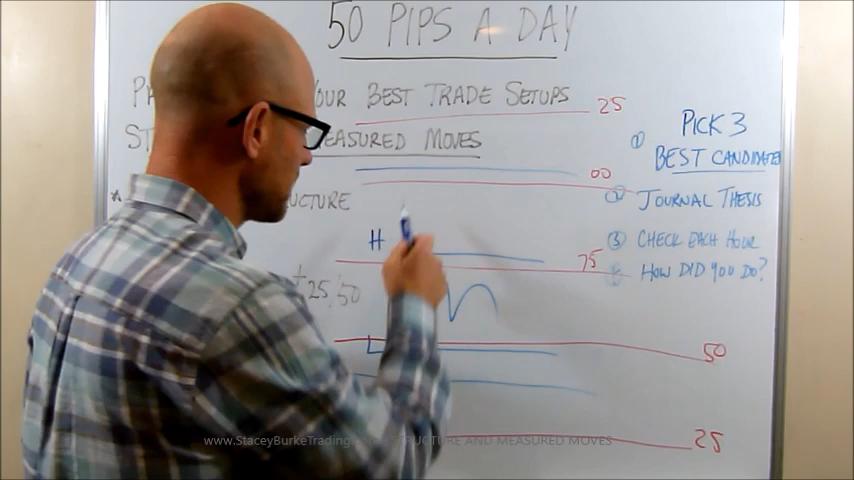 50 PIPS A DAY
OUR BEST TRADE SETUPS
25
MEASURED MOVES
00
UCTURE
H
75
+25,50
L
50
25
① PICK 3
BEST CANDIDATES
② JOURNAL THESIS
③ CHECK EACH HOUR
HOW DID YOU DO?
www.StaceyBurkeTrading.com STRUCTURE AND MEASURED MOVES